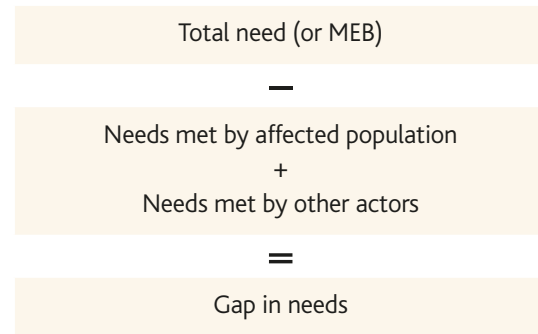 Total need (or MEB)
–
Needs met by affected population
+
Needs met by other actors
=
Gap in needs